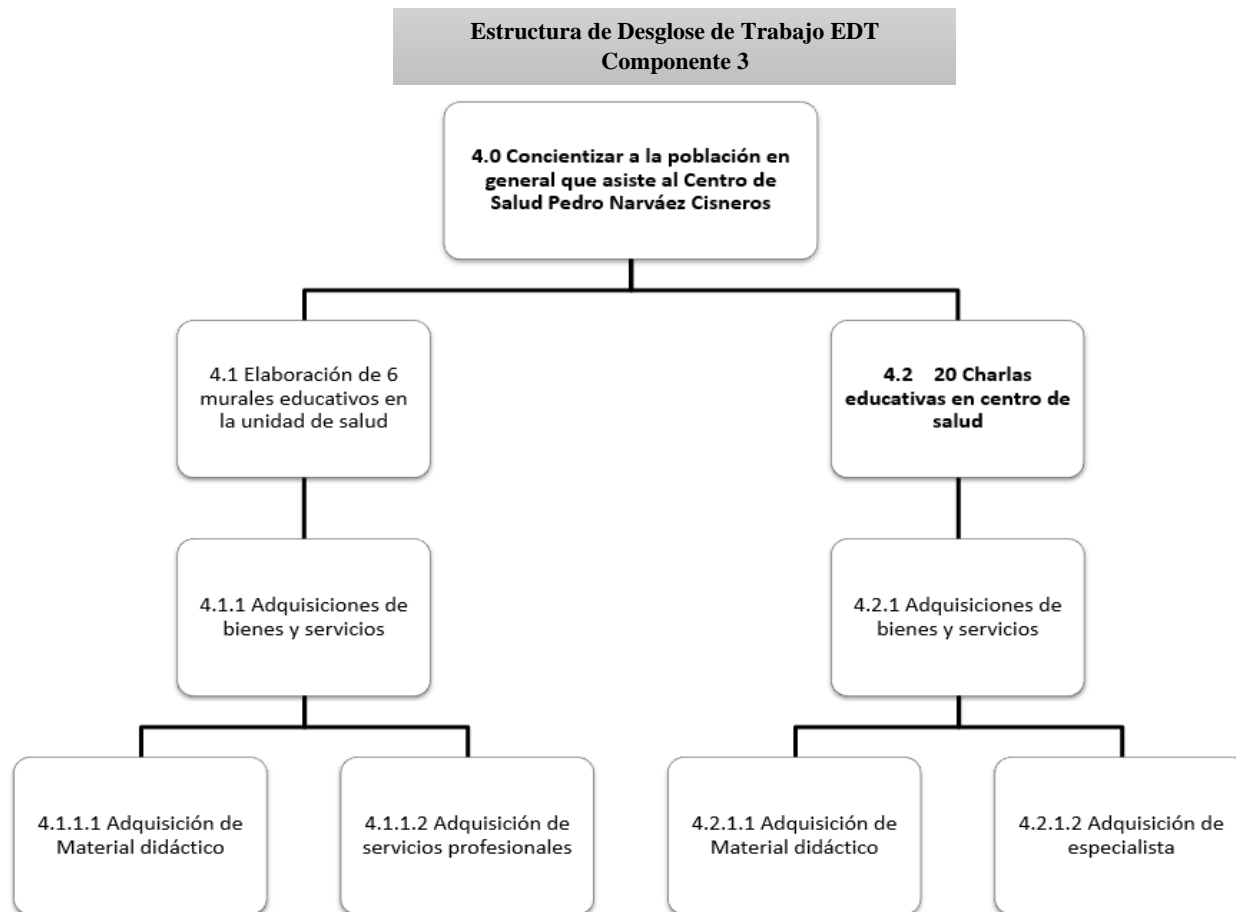 Estructura de Desglose de Trabajo EDT
Componente 3
4.0 Concientizar a la población en
general que asiste al Centro de
Salud Pedro Narváez Cisneros
4.1 Elaboración de 6
murales educativos en
la unidad de salud
4.2 20 Charlas
educativas en centro de
salud
4.1.1 Adquisiciones de
bienes y servicios
4.2.1 Adquisiciones de
bienes y servicios
4.1.1.1 Adquisición de
Material didáctico
4.1.1.2 Adquisición de
servicios profesionales
4.2.1.1 Adquisición de
Material didáctico
4.2.1.2 Adquisición de
especialista